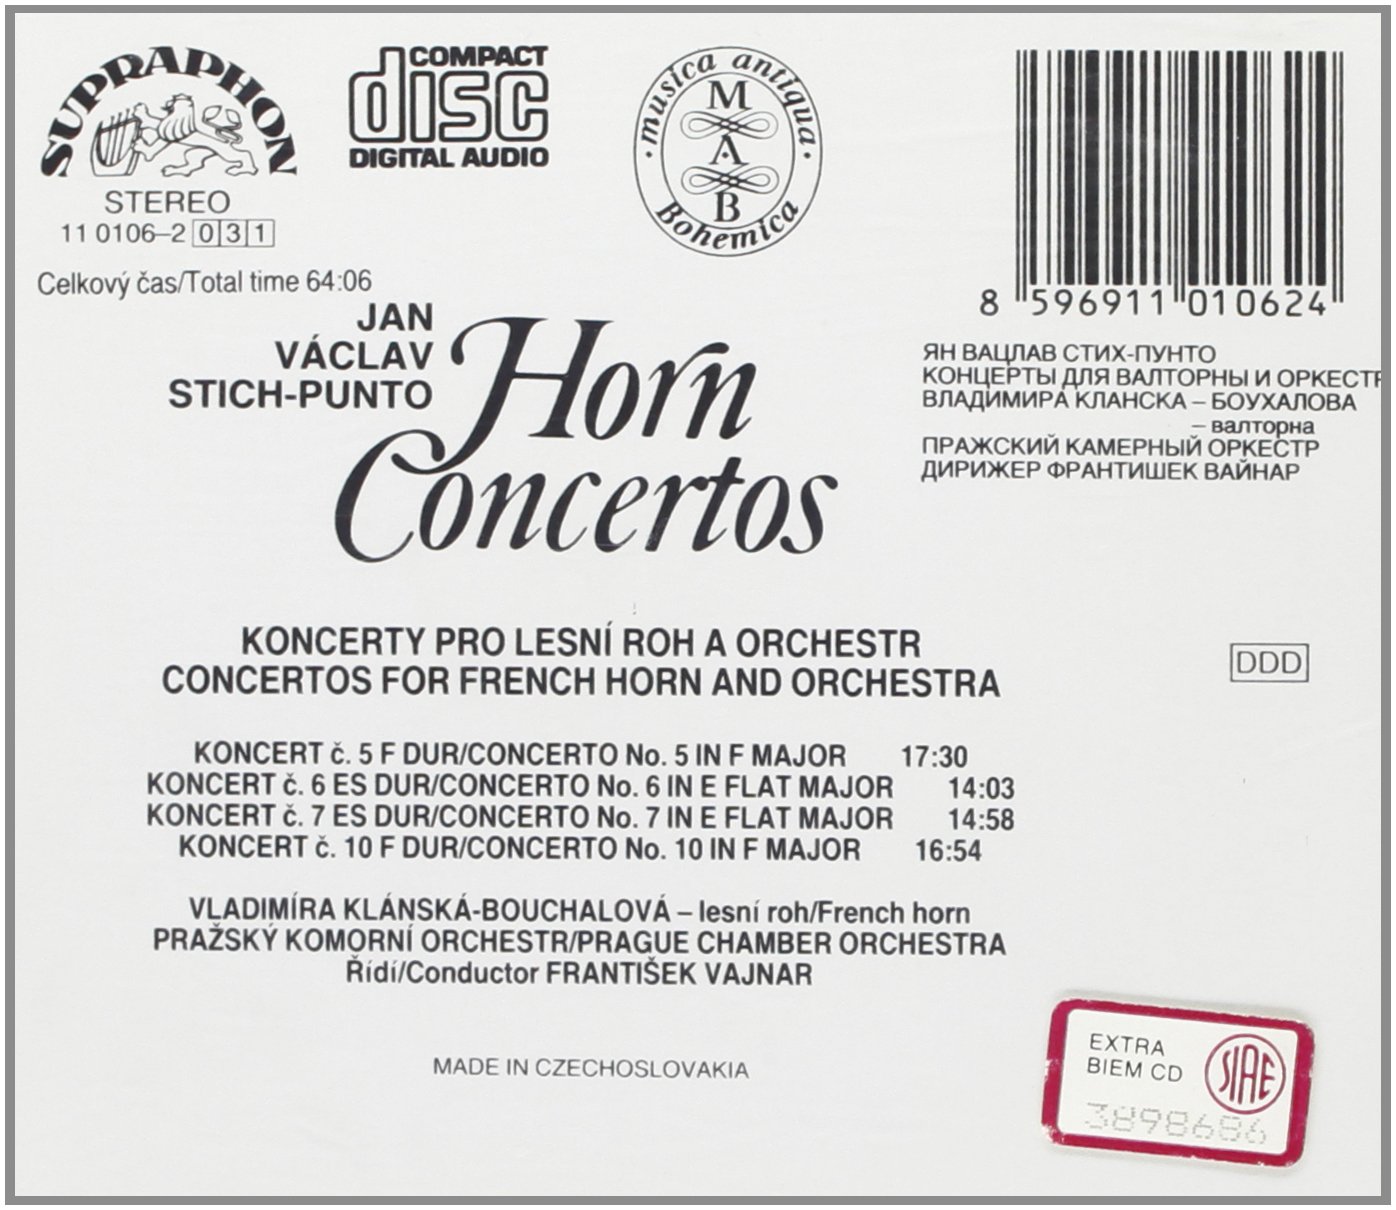 SUPRAPHON
STEREO
11 0106-2 031
Celkový čas/Total time 64:06
COMPACT
disc
DIGITAL AUDIO
musica antiqua
M
A
B
Bohemica
8 596911 010624
JAN
VÁCLAV
STICH-PUNTO
Horn
Concertos
ЯН ВАЦЛАВ СТИХ-ПУНТО
КОНЦЕРТЫ ДЛЯ ВАЛТОРНЫ И ОРКЕСТР
ВЛАДИМИРА КЛАНСКА – БОУХАЛОВА
– валторна
ПРАЖСКИЙ КАМЕРНЫЙ ОРКЕСТР
ДИРИЖЕР ФРАНТИШЕК ВАЙНАР
KONCERTY PRO LESNÍ ROH A ORCHESTR
CONCERTOS FOR FRENCH HORN AND ORCHESTRA
DDD
KONCERT č. 5 F DUR/CONCERTO No. 5 IN F MAJOR 17:30
KONCERT č. 6 ES DUR/CONCERTO No. 6 IN E FLAT MAJOR 14:03
KONCERT č. 7 ES DUR/CONCERTO No. 7 IN E FLAT MAJOR 14:58
KONCERT č. 10 F DUR/CONCERTO No. 10 IN F MAJOR 16:54
VLADIMÍRA KLÁNSKÁ-BOUCHALOVÁ – lesní roh/French horn
PRAŽSKÝ KOMORNÍ ORCHESTR/PRAGUE CHAMBER ORCHESTRA
Řídí/Conductor FRANTIŠEK VAJNAR
MADE IN CZECHOSLOVAKIA
EXTRA
BIEM CD
SIAE
3898686